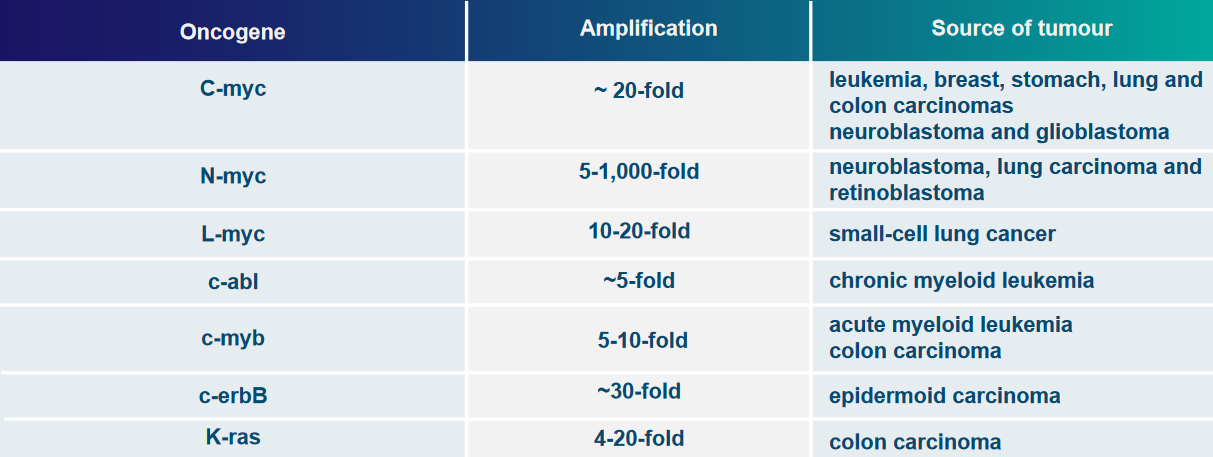 Oncogene Amplification Source of tumour
C-myc ~ 20-fold leukemia, breast, stomach, lung and
colon carcinomas
neuroblastoma and glioblastoma
N-myc 5-1,000-fold neuroblastoma, lung carcinoma and
retinoblastoma
L-myc 10-20-fold small-cell lung cancer
c-abl ~5-fold chronic myeloid leukemia
c-myb 5-10-fold acute myeloid leukemia
colon carcinoma
c-erbB ~30-fold epidermoid carcinoma
K-ras 4-20-fold colon carcinoma